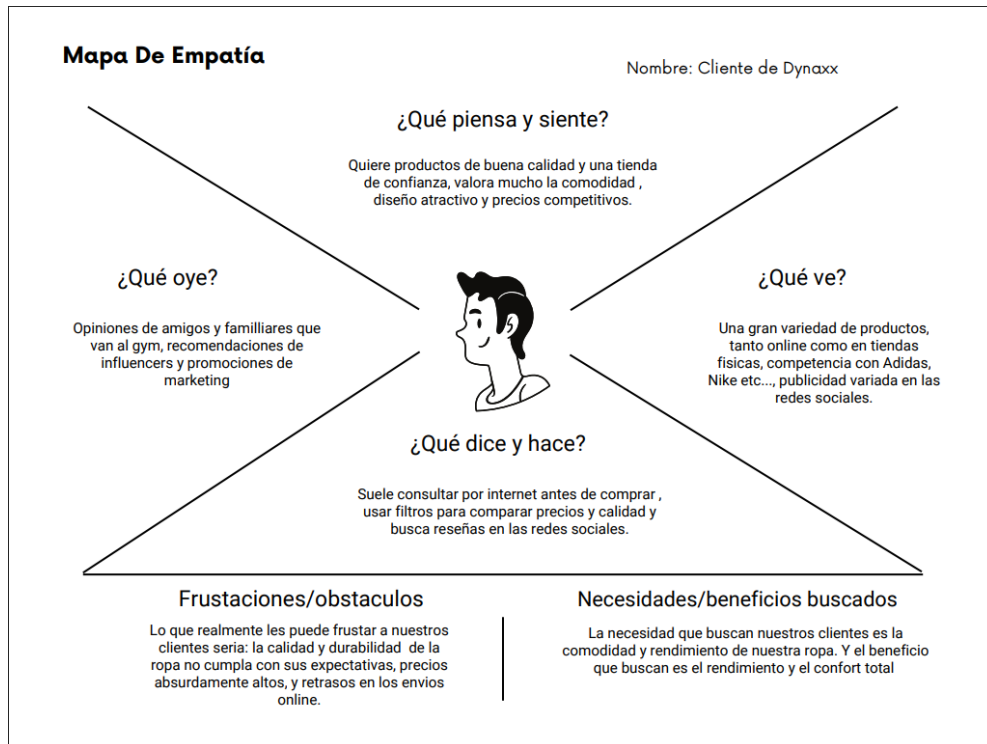 Mapa De Empatía
Nombre: Cliente de Dynaxx
¿Qué piensa y siente?
Quiere productos de buena calidad y una tienda
de confianza, valora mucho la comodidad ,
diseño atractivo y precios competitivos.
¿Qué oye?
Opiniones de amigos y familliares que
van al gym, recomendaciones de
influencers y promociones de
marketing
¿Qué ve?
Una gran variedad de productos,
tanto online como en tiendas
fisicas, competencia con Adidas,
Nike etc..., publicidad variada en las
redes sociales.
¿Qué dice y hace?
Suele consultar por internet antes de comprar ,
usar filtros para comparar precios y calidad y
busca reseñas en las redes sociales.
Frustaciones/obstaculos
Lo que realmente les puede frustar a nuestros
clientes seria: la calidad y durabilidad de la
ropa no cumpla con sus expectativas, precios
absurdamente altos, y retrasos en los envios
online.
Necesidades/beneficios buscados
La necesidad que buscan nuestros clientes es la
comodidad y rendimiento de nuestra ropa. Y el beneficio
que buscan es el rendimiento y el confort total